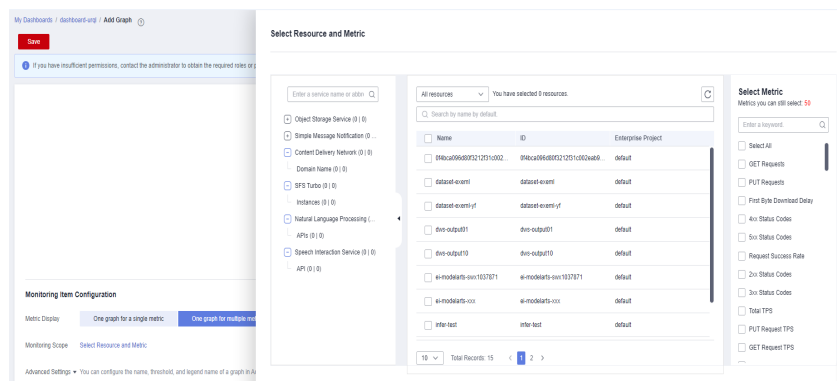 My Dashboards / dashboard-urql / Add Graph
Save
If you have insufficient permissions, contact the administrator to obtain the required roles or p
Monitoring Item Configuration
Metric Display
One graph for a single metric
One graph for multiple met
Monitoring Scope
Select Resource and Metric
Advanced Settings
You can configure the name, threshold, and legend name of a graph in A
Select Resource and Metric
Enter a service name or abbr
Object Storage Service (0 | 0)
Simple Message Notification (0 ...
Content Delivery Network (0 | 0)
Domain Name (0 | 0)
SFS Turbo (0 | 0)
Instances (0 | 0)
Natural Language Processing (...
APIs (0 | 0)
Speech Interaction Service (0 | 0)
API (0 | 0)
All resources
You have selected 0 resources.
Search by name by default.
Name ID Enterprise Project
0f4bca096d80f3212f31c002... 0f4bca096d80f3212f31c002eab9... default
dataset-exeml dataset-exeml default
dataset-exeml-yf dataset-exeml-yf default
dws-output01 dws-output01 default
dws-output10 dws-output10 default
ei-modelarts-swx1037871 ei-modelarts-swx1037871 default
ei-modelarts-xxx ei-modelarts-xxx default
infer-test infer-test default
10 Total Records: 15 < 1 2 >
Select Metric
Metrics you can still select: 50
Enter a keyword.
Select All
GET Requests
PUT Requests
First Byte Download Delay
4xx Status Codes
5xx Status Codes
Request Success Rate
2xx Status Codes
3xx Status Codes
Total TPS
PUT Request TPS
GET Request TPS